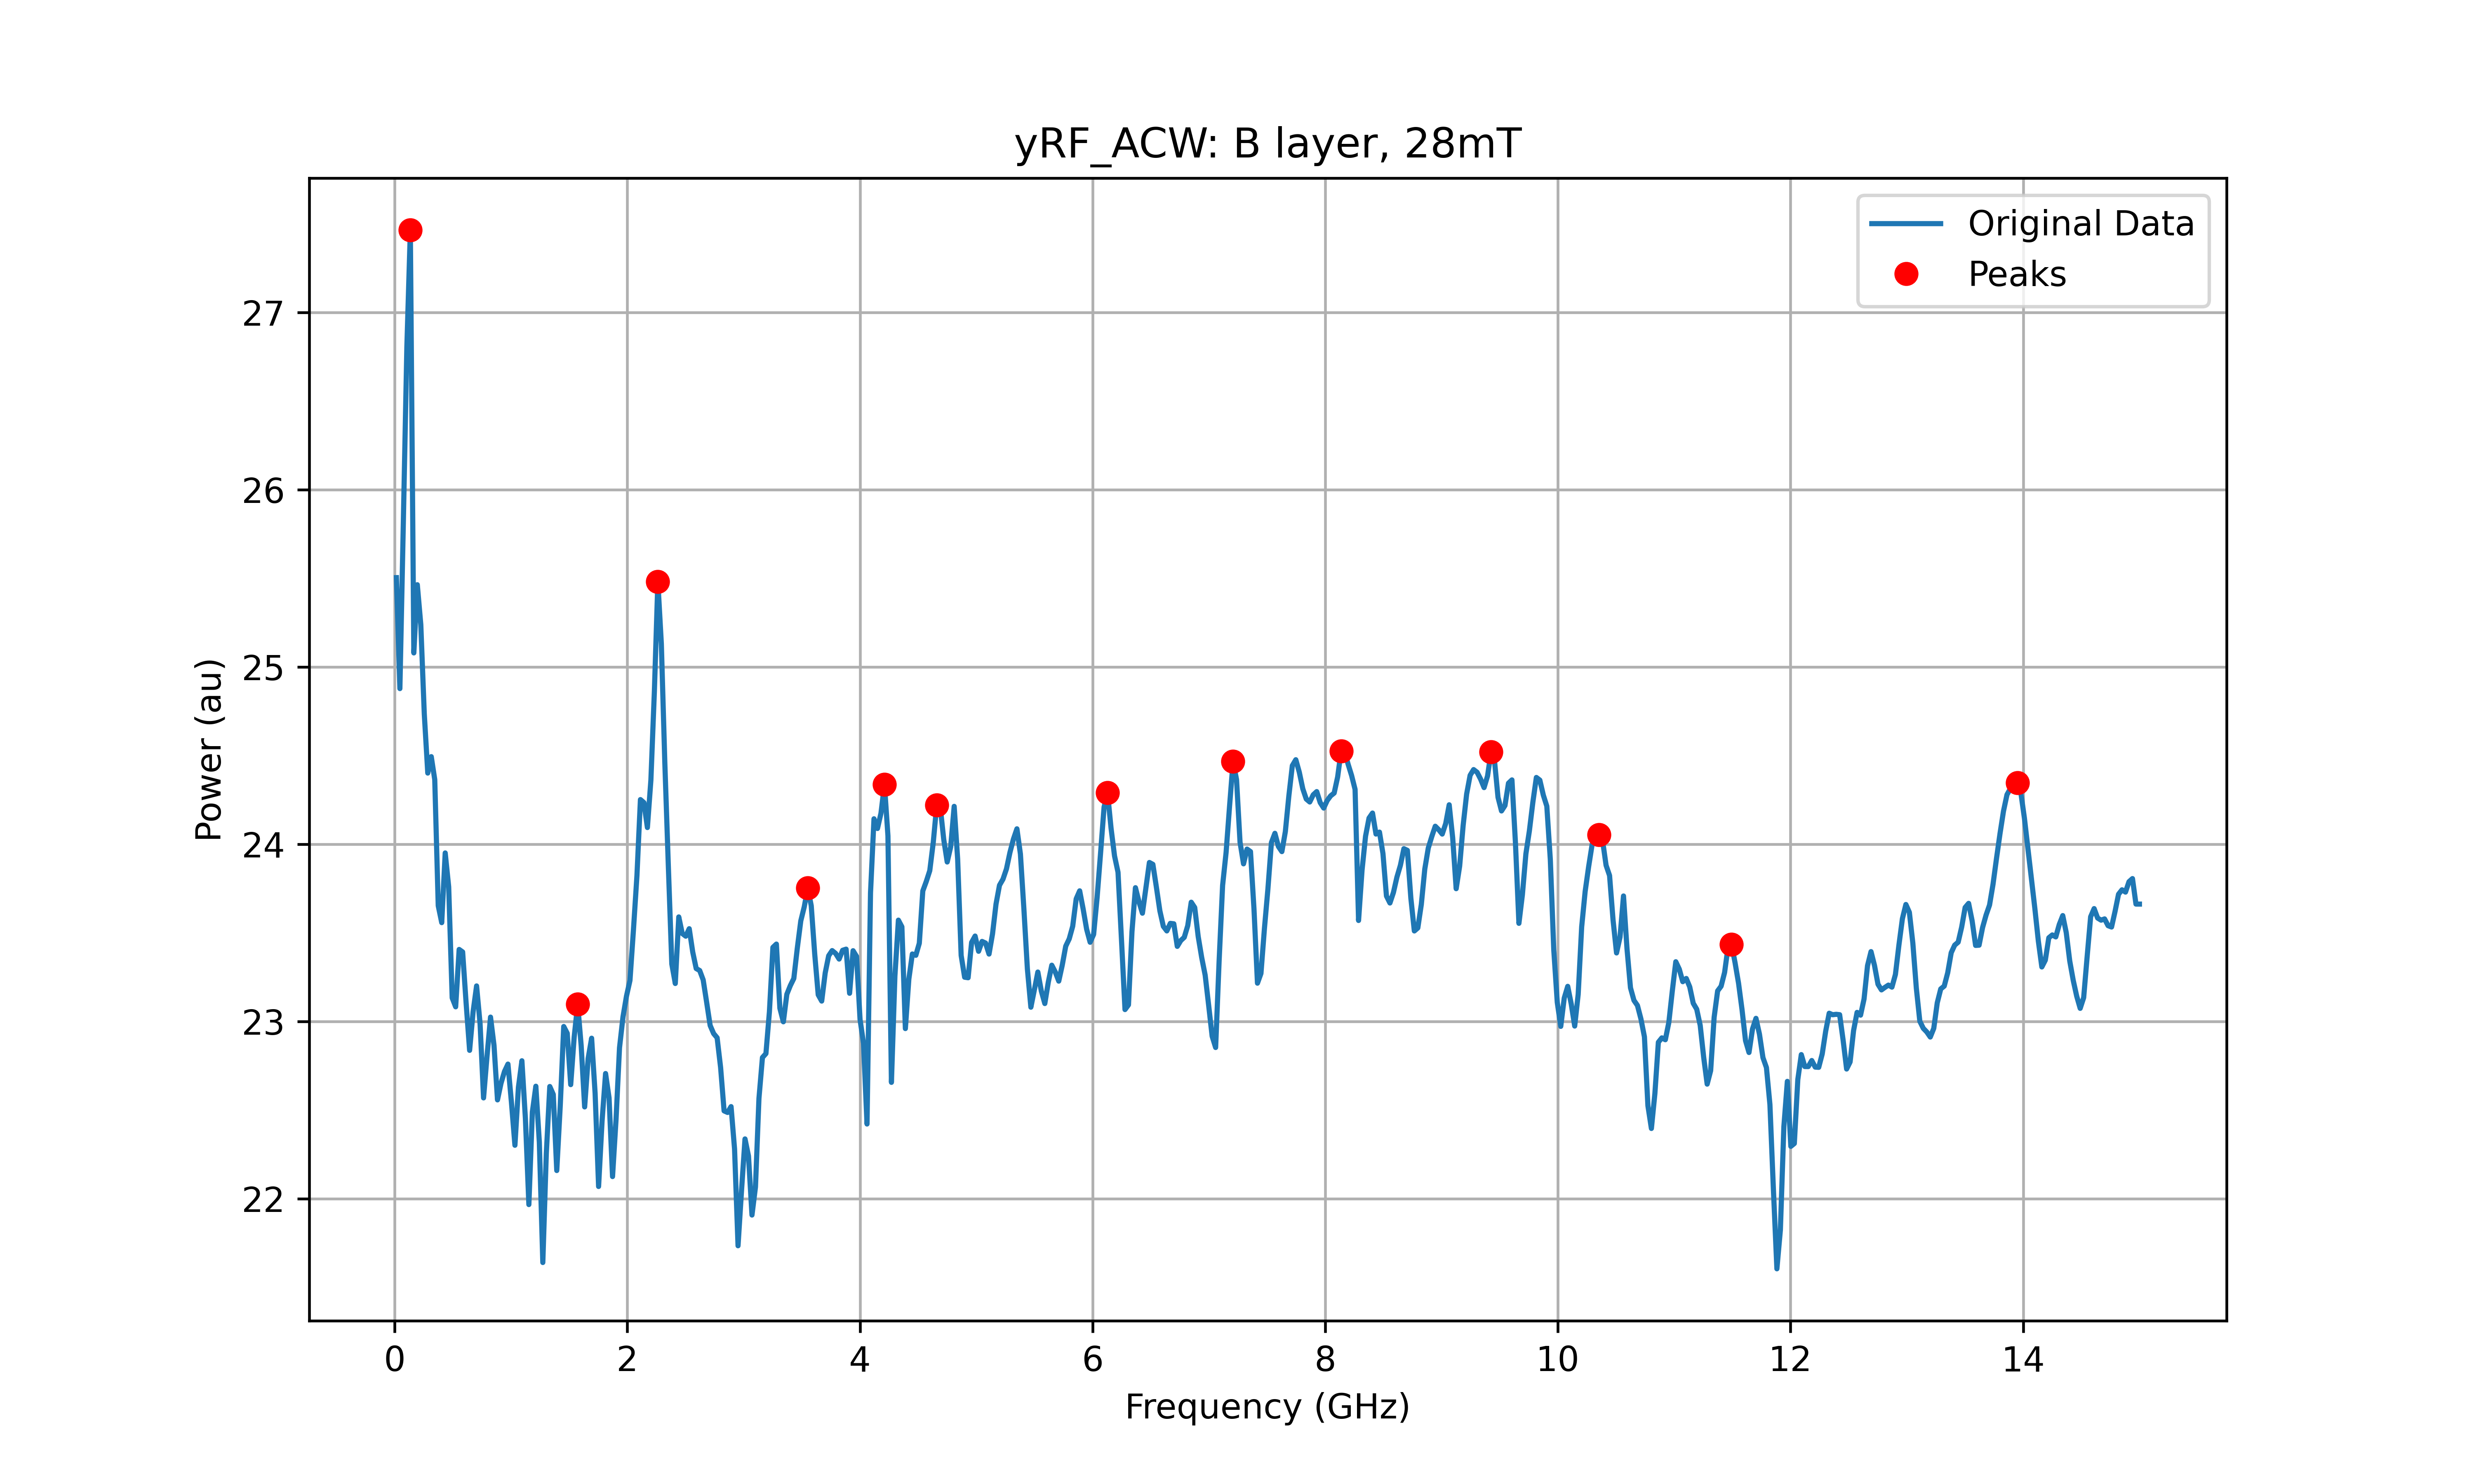 yRF_ACW: B layer, 28mT
Original Data
Peaks
27
26
25
24
23
22
Power (au)
0 2 4 6 8 10 12 14
Frequency (GHz)